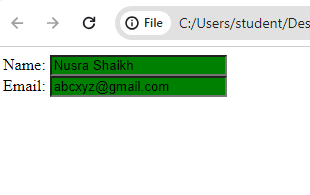 File C:/Users/student/Des
Name: Nusra Shaikh
Email: abcxyz@gmail.com